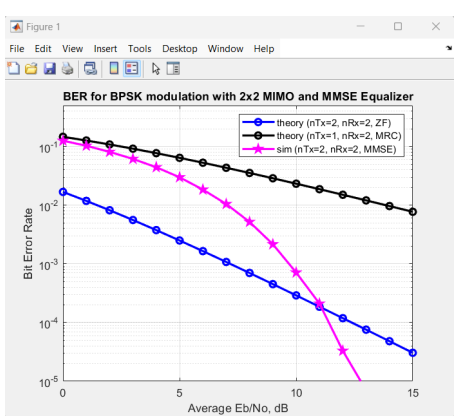 Figure 1
File Edit View Insert Tools Desktop Window Help
BER for BPSK modulation with 2x2 MIMO and MMSE Equalizer
theory (nTx=2, nRx=2, ZF)
theory (nTx=1, nRx=2, MRC)
sim (nTx=2, nRx=2, MMSE)
Bit Error Rate
10⁻¹
10⁻²
10⁻³
10⁻⁴
10⁻⁵
0 5 10 15
Average Eb/No, dB